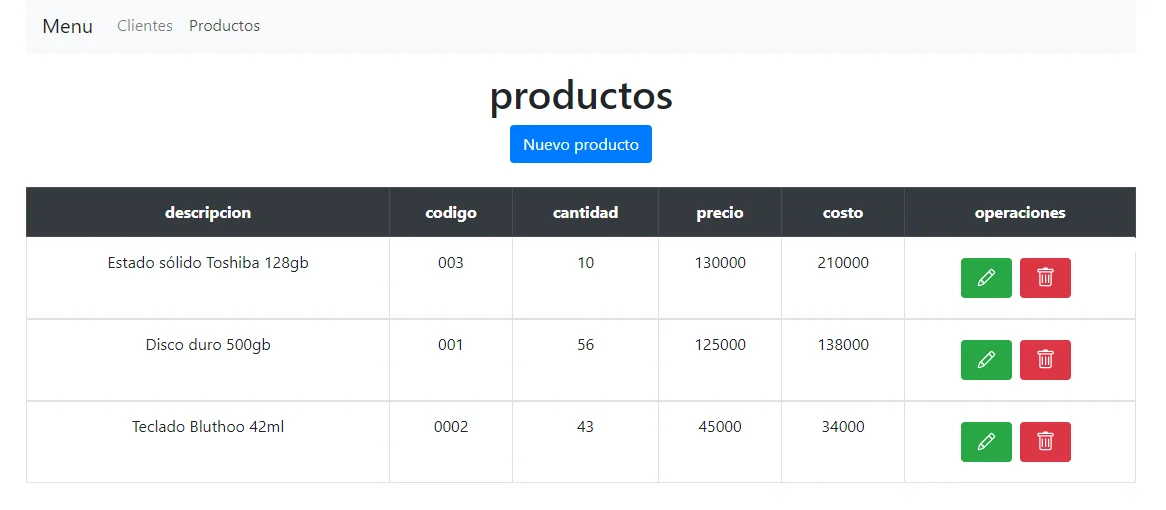 Menu Clientes Productos
productos
Nuevo producto
descripcion codigo cantidad precio costo operaciones
Estado sólido Toshiba 128gb 003 10 130000 210000
Disco duro 500gb 001 56 125000 138000
Teclado Bluthoo 42ml 0002 43 45000 34000